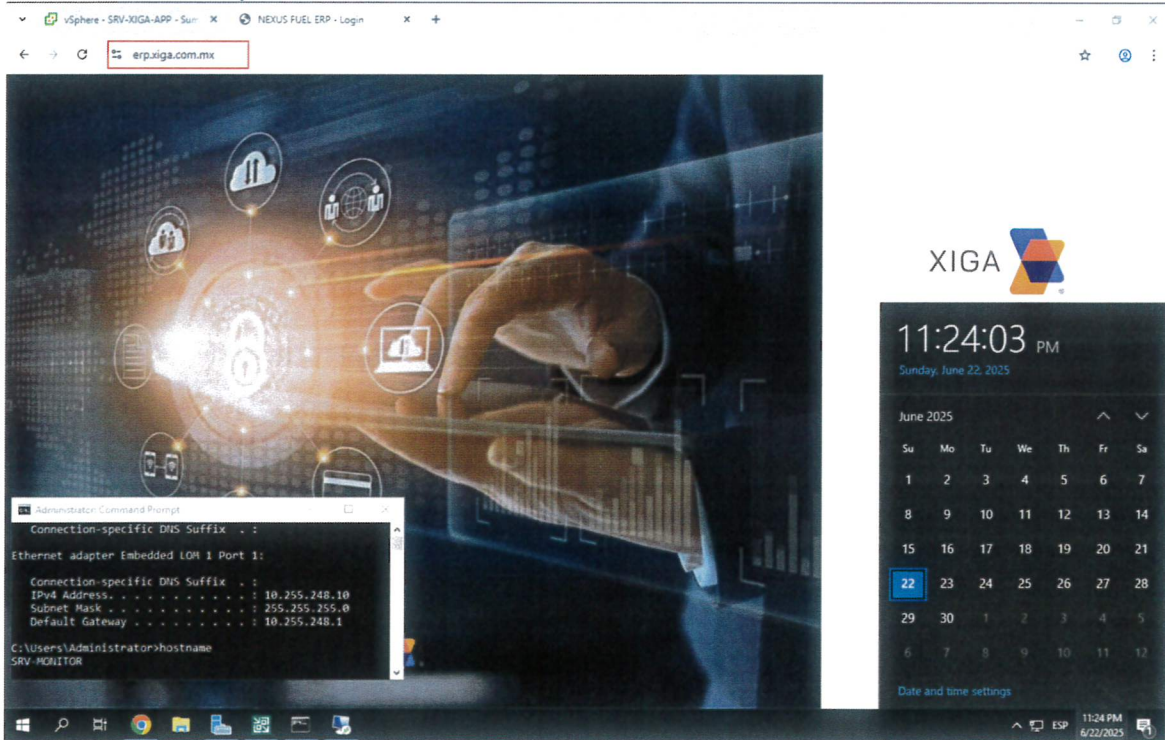 vSphere - SRV-XIGA-APP - Sum
NEXUS FUEL ERP - Login
erp.xiga.com.mx
XIGA
11:24:03 PM
Sunday, June 22, 2025
June 2025
Su Mo Tu We Th Fr Sa
1 2 3 4 5 6 7
8 9 10 11 12 13 14
15 16 17 18 19 20 21
22 23 24 25 26 27 28
29 30 1 2 3 4 5
6 7 8 9 10 11 12
Date and time settings
Administrator: Command Prompt
Connection-specific DNS Suffix . :
Ethernet adapter Embedded LOM 1 Port 1:
Connection-specific DNS Suffix . :
IPv4 Address. . . . . . . . . . . : 10.255.248.10
Subnet Mask . . . . . . . . . . . : 255.255.255.0
Default Gateway . . . . . . . . . : 10.255.248.1
C:\Users\Administrator>hostname
SRV-MONITOR
ESP
11:24 PM
6/22/2025
1